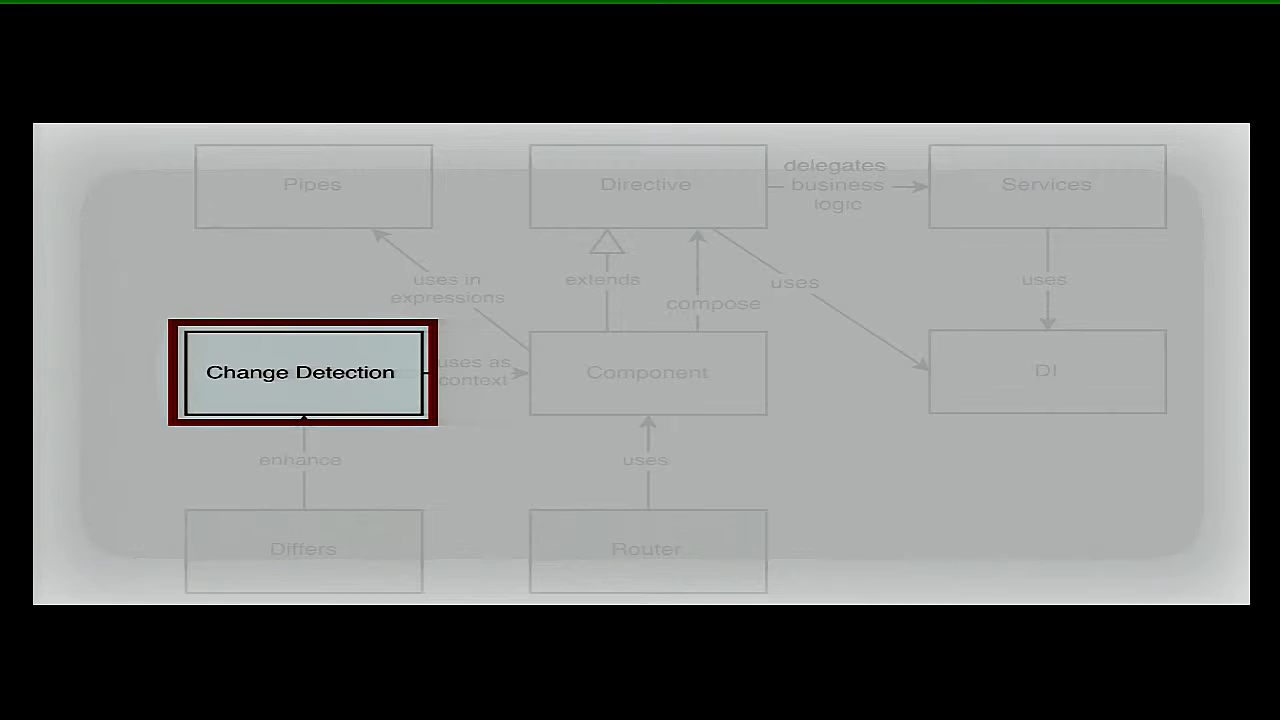 Pipes
Directive
delegates
business
logic
Services
uses in
expressions
extends
compose
uses
uses
Change Detection
uses as
context
Component
DI
enhance
uses
Differs
Router